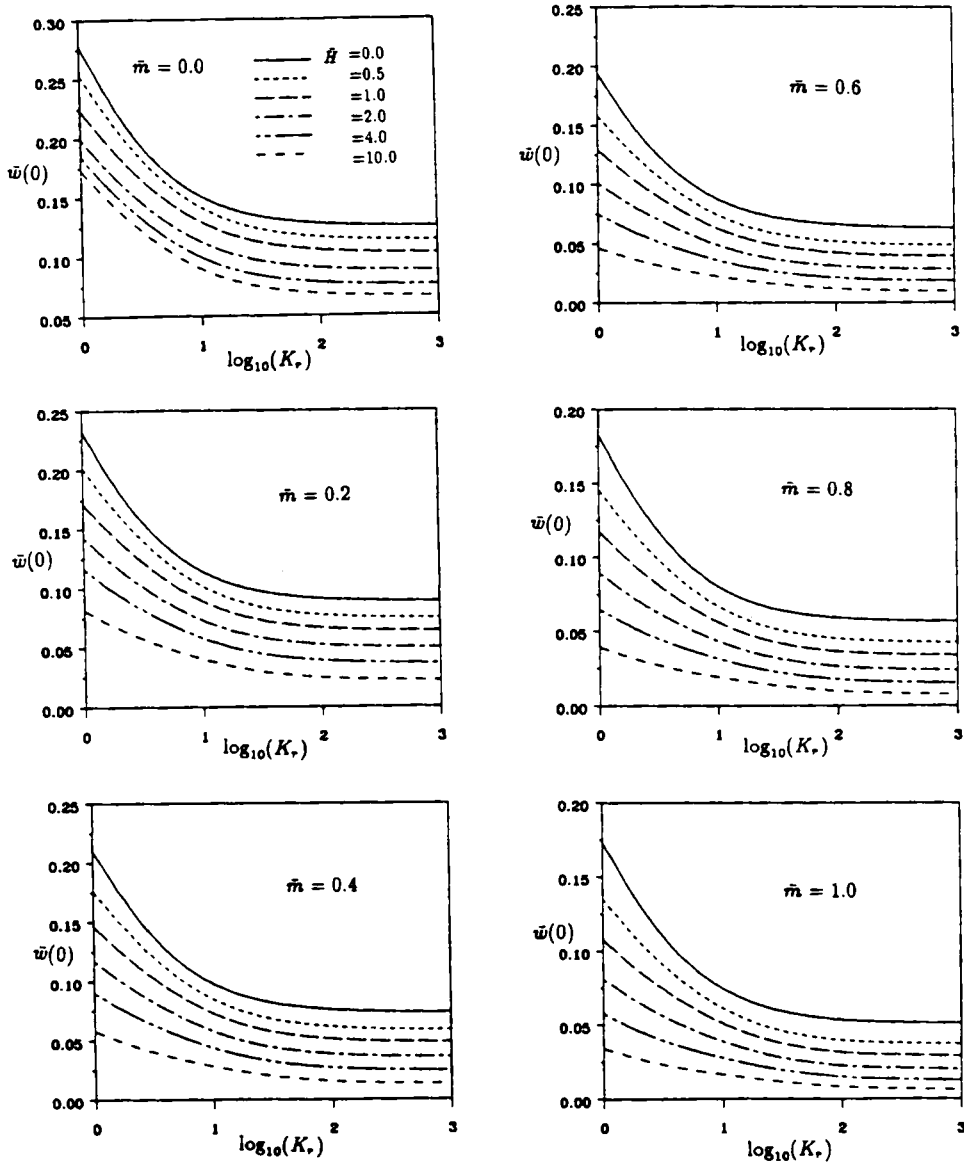 0.30
0.25
0.20
w̄(0)
0.15
0.10
0.05
m̄ = 0.0
H̄ =0.0
=0.5
=1.0
=2.0
=4.0
=10.0
0 1 2 3
log₁₀(Kᵣ)
0.25
0.20
0.15
w̄(0)
0.10
0.05
0.00
m̄ = 0.6
0 1 2 3
log₁₀(Kᵣ)
0.25
0.20
0.15
w̄(0)
0.10
0.05
0.00
m̄ = 0.2
0 1 2 3
log₁₀(Kᵣ)
0.20
0.15
w̄(0)
0.10
0.05
0.00
m̄ = 0.8
0 1 2 3
log₁₀(Kᵣ)
0.25
0.20
0.15
w̄(0)
0.10
0.05
0.00
m̄ = 0.4
0 1 2 3
log₁₀(Kᵣ)
0.20
0.15
w̄(0)
0.10
0.05
0.00
m̄ = 1.0
0 1 2 3
log₁₀(Kᵣ)